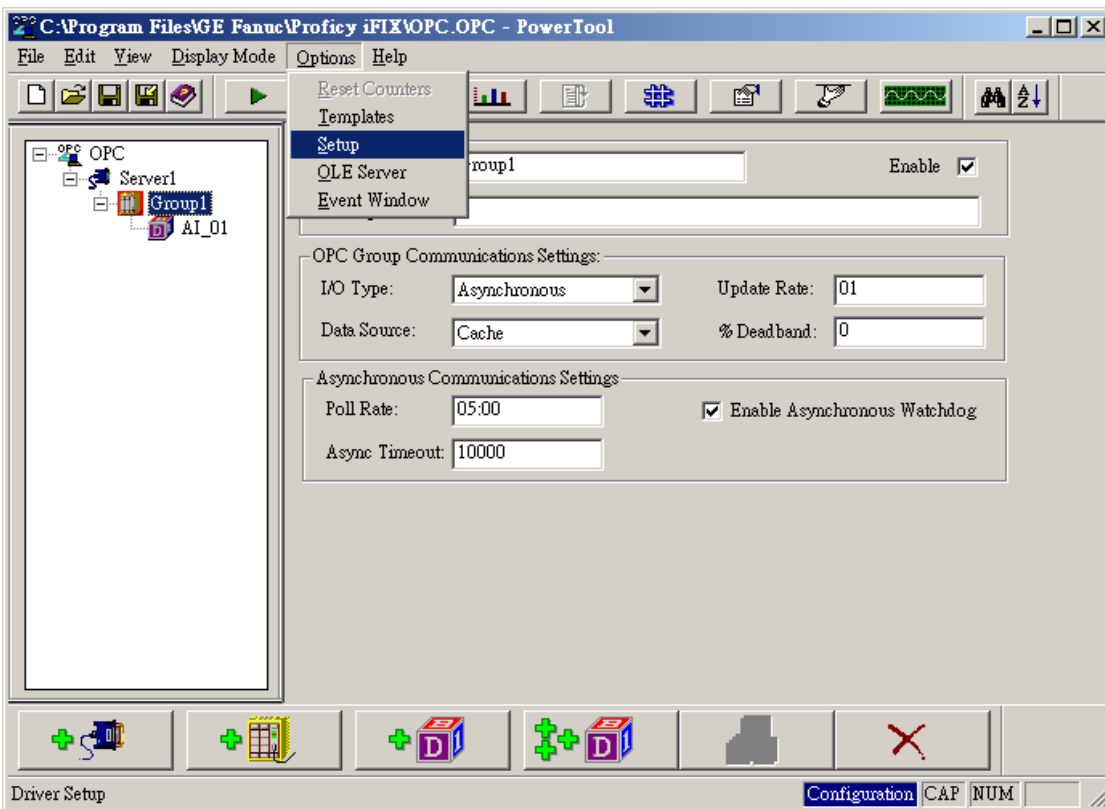 C:\Program Files\GE Fanuc\Proficy iFIX\OPC.OPC - PowerTool
File Edit View Display Mode Options Help
Reset Counters
Templates
Setup
OLE Server
Event Window
OPC
Server1
Group1
AI_01
roup1
Enable
OPC Group Communications Settings:
I/O Type: Asynchronous Update Rate: 01
Data Source: Cache % Deadband: 0
Asynchronous Communications Settings
Poll Rate: 05:00 Enable Asynchronous Watchdog
Async Timeout: 10000
Driver Setup Configuration CAP NUM